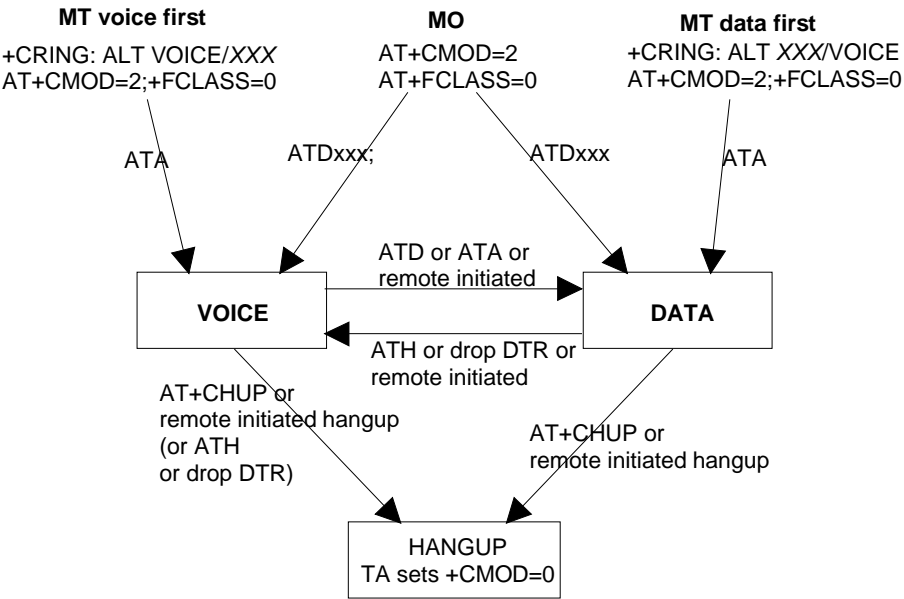 MT voice first
+CRING: ALT VOICE/XXX
AT+CMOD=2;+FCLASS=0
MO
AT+CMOD=2
AT+FCLASS=0
MT data first
+CRING: ALT XXX/VOICE
AT+CMOD=2;+FCLASS=0
ATA
ATDxxx;
ATDxxx
ATA
ATD or ATA or
remote initiated
VOICE
DATA
ATH or drop DTR or
remote initiated
AT+CHUP or
remote initiated hangup
(or ATH
or drop DTR)
AT+CHUP or
remote initiated hangup
HANGUP
TA sets +CMOD=0